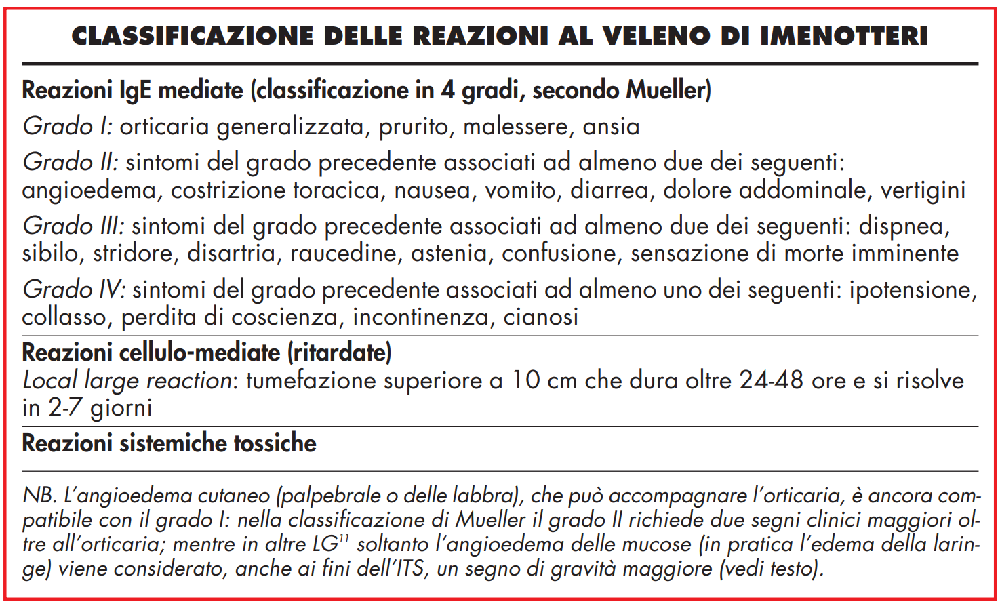 CLASSIFICAZIONE DELLE REAZIONI AL VELENO DI IMENOTTERI
Reazioni IgE mediate (classificazione in 4 gradi, secondo Mueller)
Grado I: orticaria generalizzata, prurito, malessere, ansia
Grado II: sintomi del grado precedente associati ad almeno due dei seguenti:
angioedema, costrizione toracica, nausea, vomito, diarrea, dolore addominale, vertigini
Grado III: sintomi del grado precedente associati ad almeno due dei seguenti: dispnea,
sibilo, stridore, disartria, raucedine, astenia, confusione, sensazione di morte imminente
Grado IV: sintomi del grado precedente associati ad almeno uno dei seguenti: ipotensione,
collasso, perdita di coscienza, incontinenza, cianosi
Reazioni cellulo-mediate (ritardate)
Local large reaction: tumefazione superiore a 10 cm che dura oltre 24-48 ore e si risolve
in 2-7 giorni
Reazioni sistemiche tossiche
NB. L'angioedema cutaneo (palpebrale o delle labbra), che può accompagnare l'orticaria, è ancora com-
patibile con il grado I: nella classificazione di Mueller il grado II richiede due segni clinici maggiori ol-
tre all'orticaria; mentre in altre LG11 soltanto l'angioedema delle mucose (in pratica l'edema della larin-
ge) viene considerato, anche ai fini dell'ITS, un segno di gravità maggiore (vedi testo).